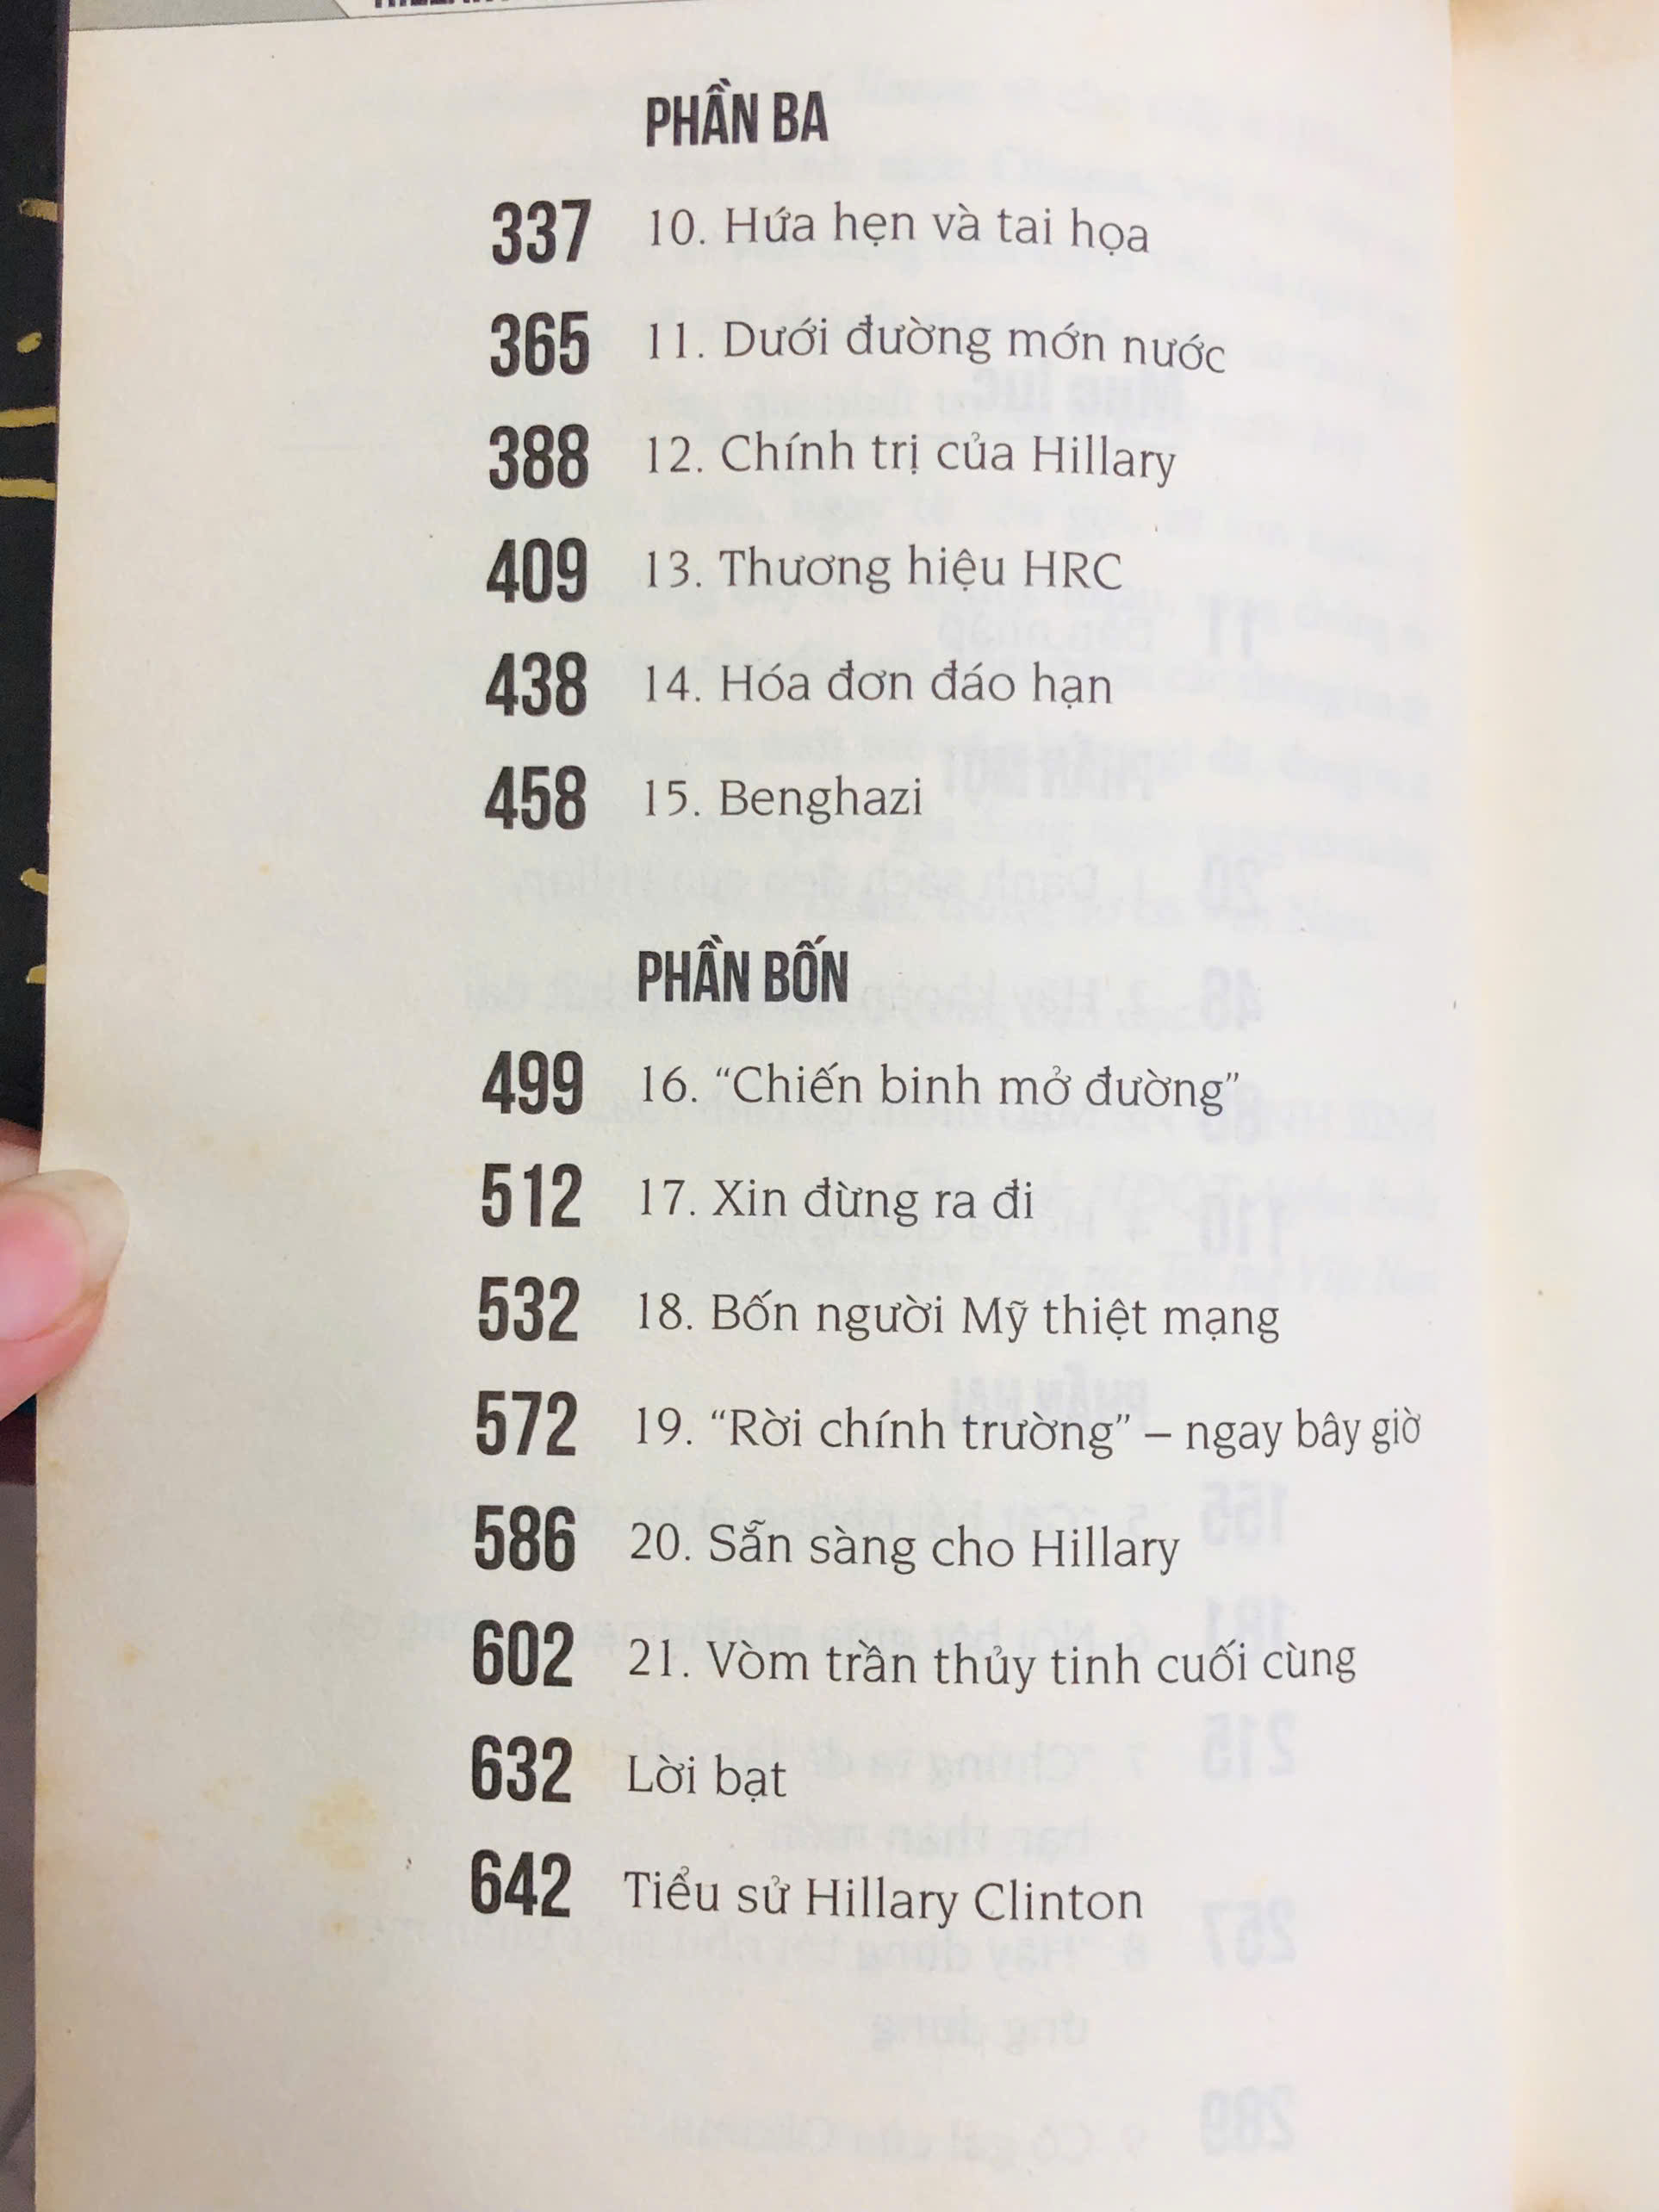 PHẦN BA
337 10. Hứa hẹn và tai họa
365 11. Dưới đường mớn nước
388 12. Chính trị của Hillary
409 13. Thương hiệu HRC
438 14. Hóa đơn đáo hạn
458 15. Benghazi
PHẦN BỐN
499 16. “Chiến binh mở đường”
512 17. Xin đừng ra đi
532 18. Bốn người Mỹ thiệt mạng
572 19. “Rời chính trường” – ngay bây giờ
586 20. Sẵn sàng cho Hillary
602 21. Vòm trần thủy tinh cuối cùng
632 Lời bạt
642 Tiểu sử Hillary Clinton